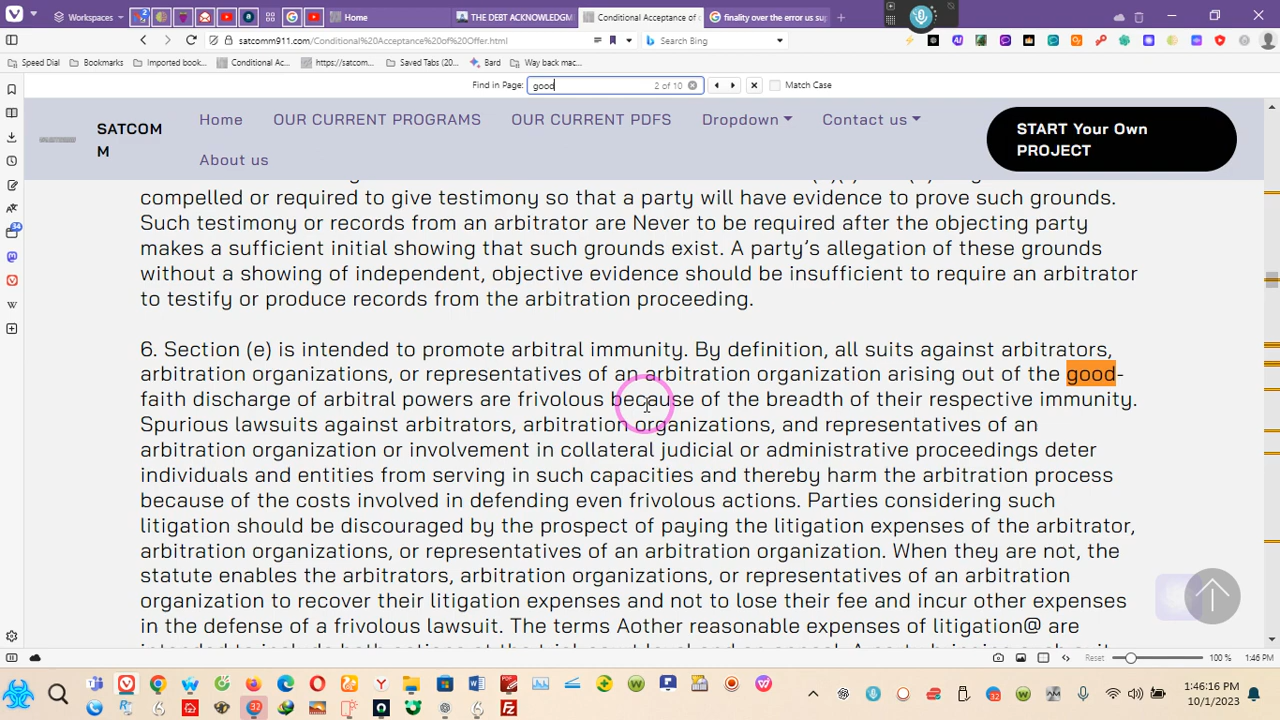 Workspaces
Home
THE DEBT ACKNOWLEDGM
Conditional Acceptance of
finality over the error us su
satcomm911.com/Conditional%20Acceptance%20of%20Offer.html
Search Bing
Speed Dial
Bookmarks
Imported book...
Conditional Ac...
https://satcom...
Saved Tabs (20...
Bard
Way back mac...
Find in Page:
good
2 of 10
Match Case
SATCOM
M
Home
OUR CURRENT PROGRAMS
OUR CURRENT PDFS
Dropdown
Contact us
About us
START Your Own
PROJECT
compelled or required to give testimony so that a party will have evidence to prove such grounds.
Such testimony or records from an arbitrator are Never to be required after the objecting party
makes a sufficient initial showing that such grounds exist. A party's allegation of these grounds
without a showing of independent, objective evidence should be insufficient to require an arbitrator
to testify or produce records from the arbitration proceeding.
6. Section (e) is intended to promote arbitral immunity. By definition, all suits against arbitrators,
arbitration organizations, or representatives of an arbitration organization arising out of the good-
faith discharge of arbitral powers are frivolous because of the breadth of their respective immunity.
Spurious lawsuits against arbitrators, arbitration organizations, and representatives of an
arbitration organization or involvement in collateral judicial or administrative proceedings deter
individuals and entities from serving in such capacities and thereby harm the arbitration process
because of the costs involved in defending even frivolous actions. Parties considering such
litigation should be discouraged by the prospect of paying the litigation expenses of the arbitrator,
arbitration organizations, or representatives of an arbitration organization. When they are not, the
statute enables the arbitrators, arbitration organizations, or representatives of an arbitration
organization to recover their litigation expenses and not to lose their fee and incur other expenses
in the defense of a frivolous lawsuit. The terms Aother reasonable expenses of litigation@ are
Reset
100 %
1:46 PM
1:46:16 PM
10/1/2023